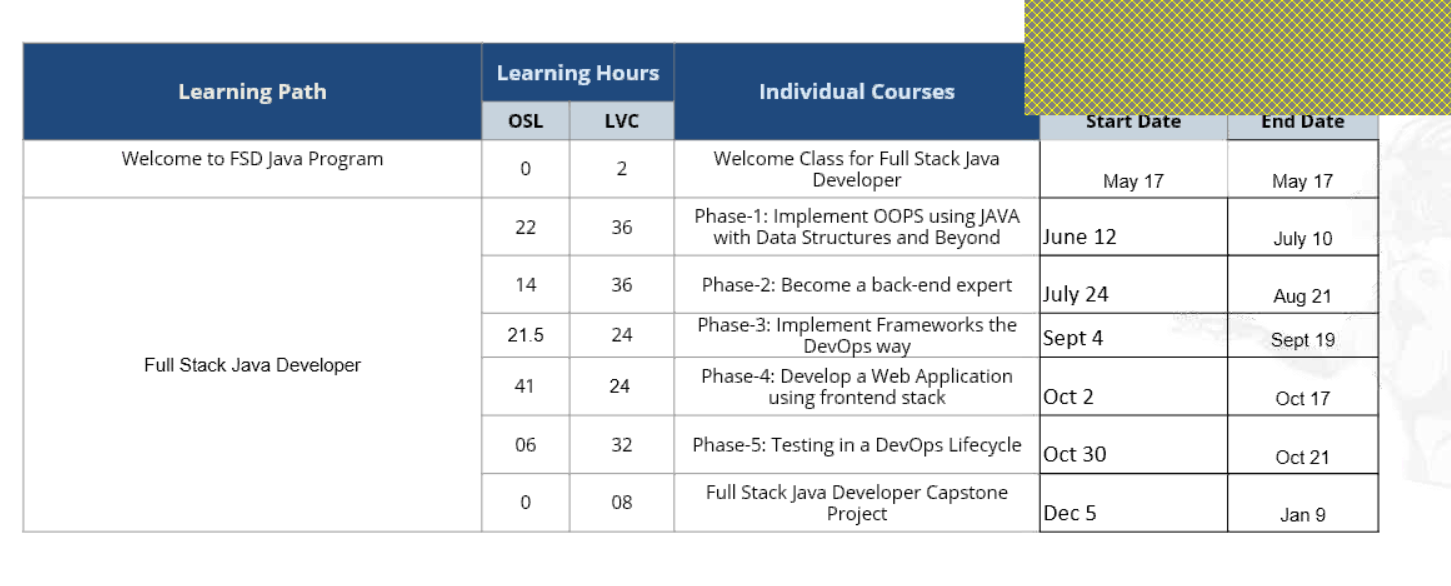 Learning Path
Learning Hours
Individual Courses
OSL
LVC
Start Date
End Date
Welcome to FSD Java Program
0
2
Welcome Class for Full Stack Java
Developer
May 17
May 17
Full Stack Java Developer
22
36
Phase-1: Implement OOPS using JAVA
with Data Structures and Beyond
June 12
July 10
14
36
Phase-2: Become a back-end expert
July 24
Aug 21
21.5
24
Phase-3: Implement Frameworks the
DevOps way
Sept 4
Sept 19
41
24
Phase-4: Develop a Web Application
using frontend stack
Oct 2
Oct 17
06
32
Phase-5: Testing in a DevOps Lifecycle
Oct 30
Oct 21
0
08
Full Stack Java Developer Capstone
Project
Dec 5
Jan 9